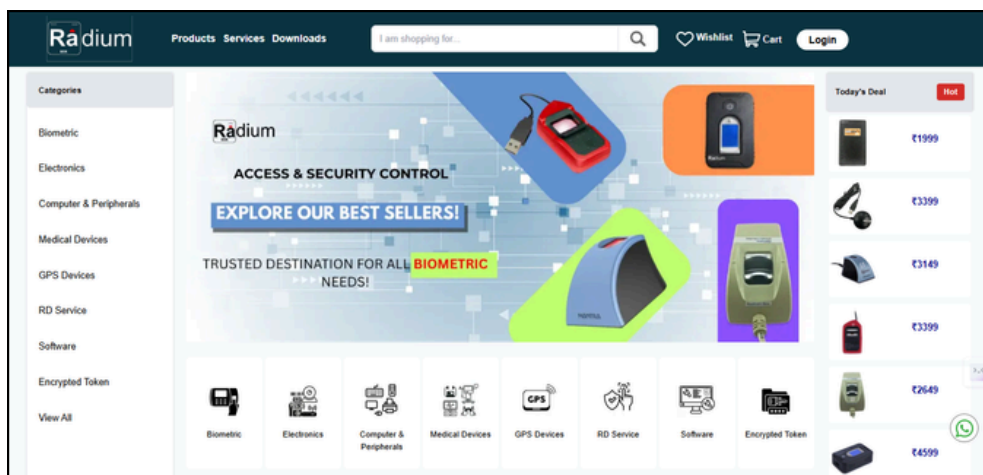 Radium
Products Services Downloads
I am shopping for...
Wishlist
Cart
Login
Categories
Biometric
Electronics
Computer & Peripherals
Medical Devices
GPS Devices
RD Service
Software
Encrypted Token
View All
Radium
ACCESS & SECURITY CONTROL
EXPLORE OUR BEST SELLERS!
TRUSTED DESTINATION FOR ALL BIOMETRIC
NEEDS!
Radium
Today's Deal
Hot
₹1999
₹3399
₹3149
₹3399
₹2649
₹4599
Biometric
Electronics
Computer &
Peripherals
Medical Devices
GPS
GPS Devices
RD Service
Software
Encrypted Token